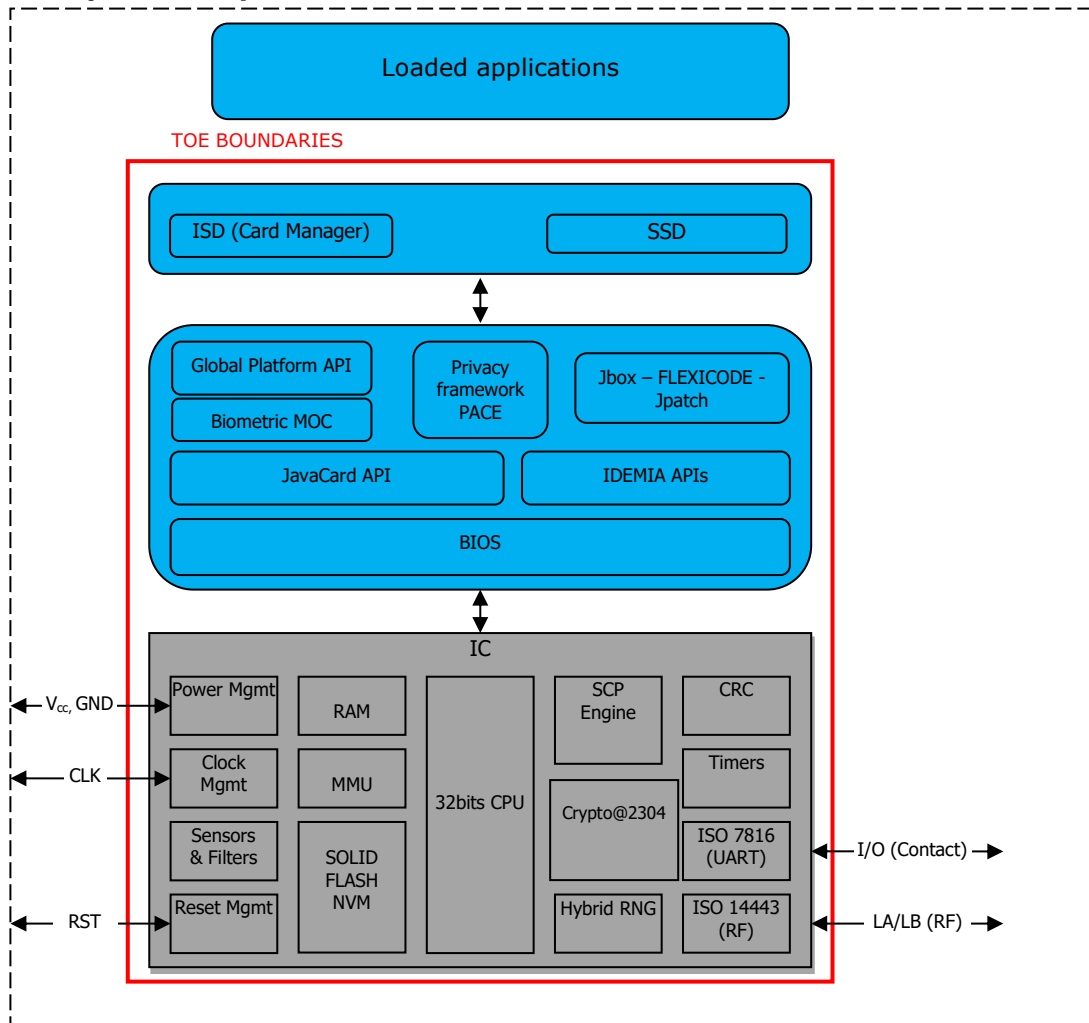 Loaded applications
TOE BOUNDARIES
ISD (Card Manager)
SSD
Global Platform API
Privacy
framework
PACE
Jbox – FLEXICODE -
Jpatch
Biometric MOC
JavaCard API
IDEMIA APIs
BIOS
IC
Power Mgmt
RAM
32bits CPU
SCP
Engine
CRC
Vcc, GND
Clock
Mgmt
MMU
Timers
CLK
Crypto@2304
Sensors
& Filters
SOLID
FLASH
NVM
ISO 7816
(UART)
I/O (Contact)
Reset Mgmt
Hybrid RNG
ISO 14443
(RF)
RST
LA/LB (RF)